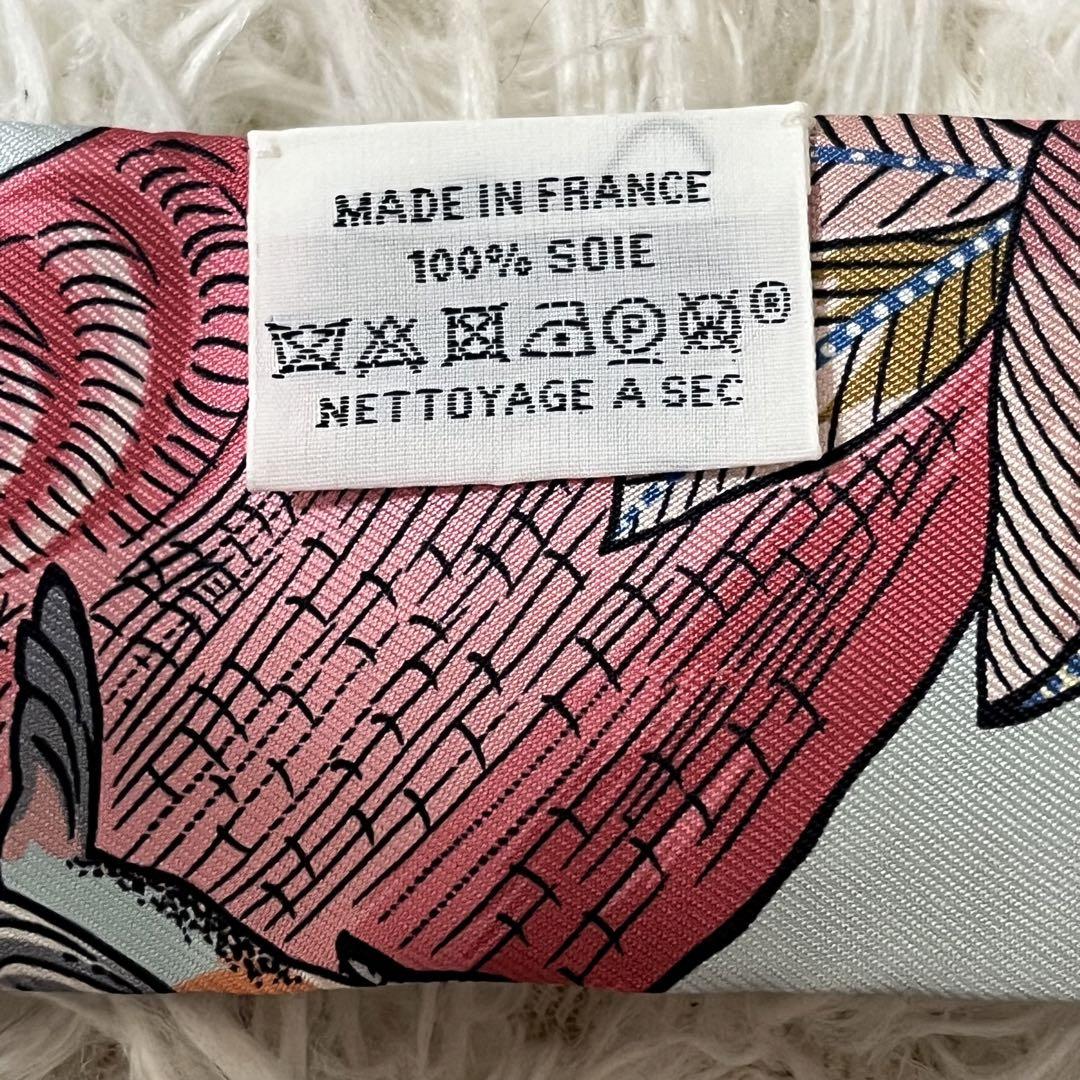 MADE IN FRANCE
100% SOIE
P ®
NETTOYAGE A SEC